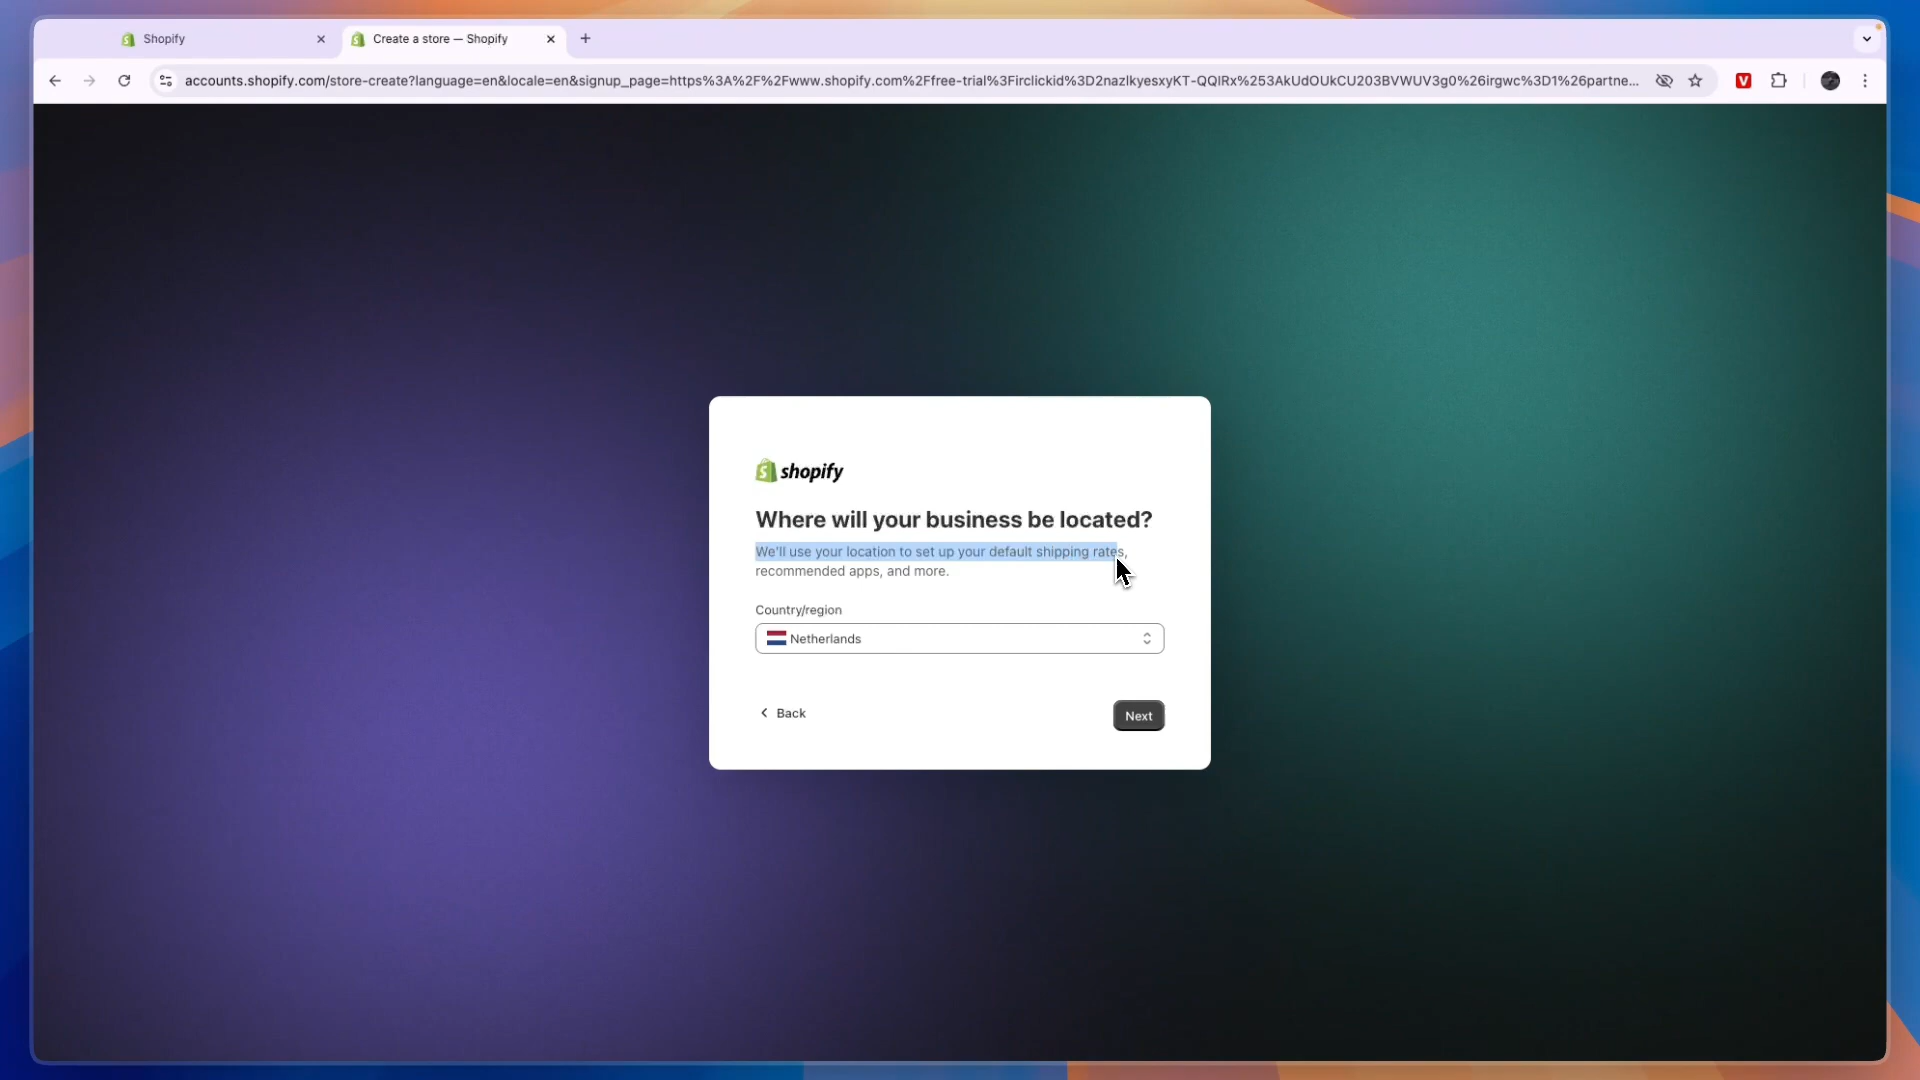 Shopify
Create a store — Shopify
accounts.shopify.com/store-create?language=en&locale=en&signup_page=https%3A%2F%2Fwww.shopify.com%2Ffree-trial%3Firclickid%3D2nazlkyesxyKT-QQIRx%253AkUdOUkCU203BVWUV3g0%26irgwc%3D1%26partne...
V
shopify
Where will your business be located?
We'll use your location to set up your default shipping rates,
recommended apps, and more.
Country/region
Netherlands
Back
Next